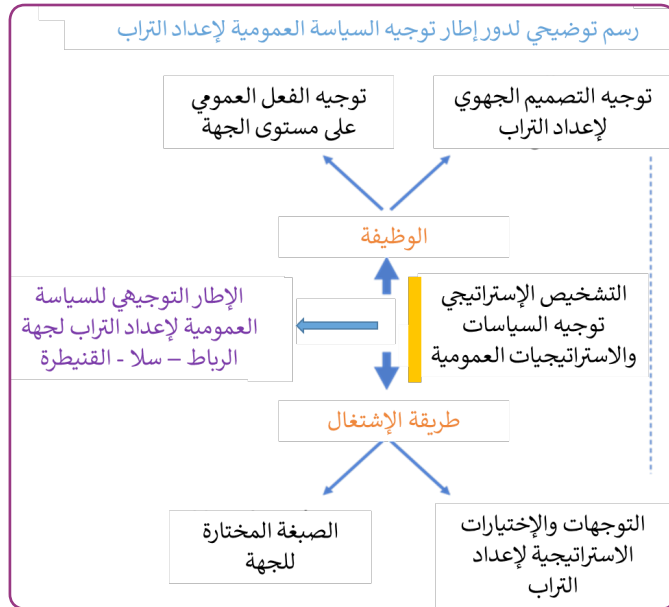 رسم توضيحي لدور إطار توجيه السياسة العمومية لإعداد التراب
توجيه التصميم الجهوي
لإعداد التراب
توجيه الفعل العمومي
على مستوى الجهة
الوظيفة
التشخيص الإستراتيجي
توجيه السياسات
والاستراتيجيات العمومية
الإطار التوجيهي للسياسة
العمومية لإعداد التراب لجهة
الرباط – سلا - القنيطرة
طريقة الإشتغال
التوجهات والإختيارات
الاستراتيجية لإعداد
التراب
الصبغة المختارة
للجهة